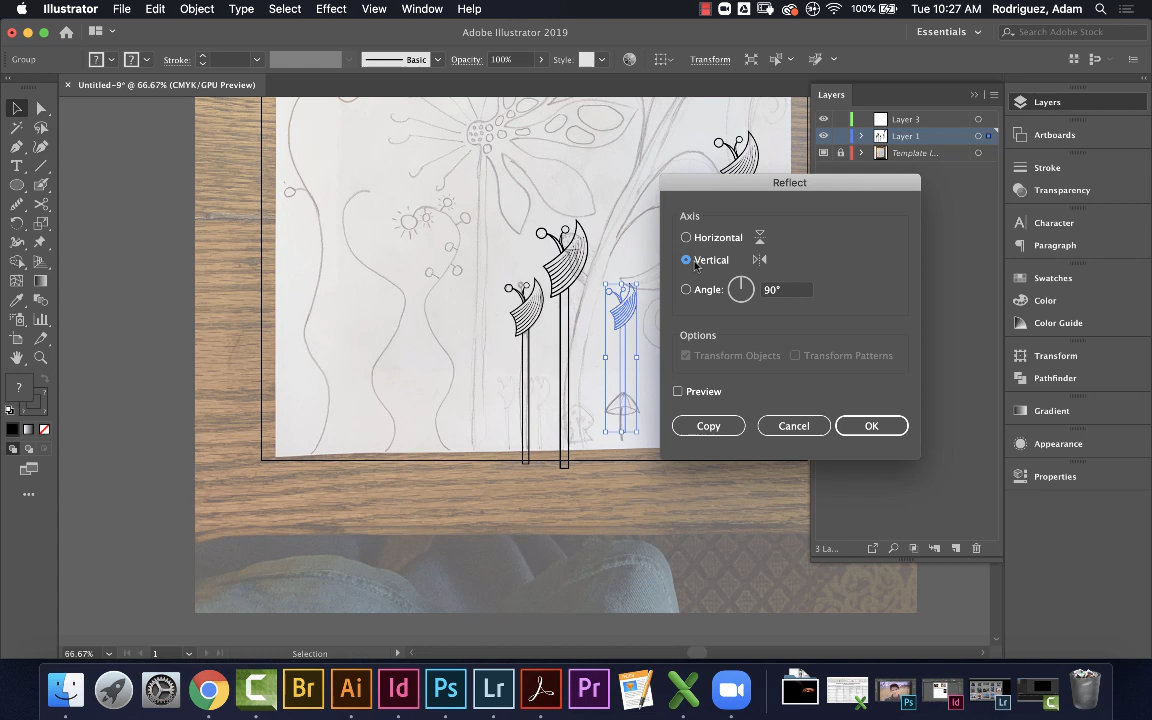 Illustrator File Edit Object Type Select Effect View Window Help 100% Tue 10:27 AM Rodriguez, Adam
Adobe Illustrator 2019 Essentials Search Adobe Stock
Group ? ? Stroke: Basic Opacity: 100% Style: Transform
× Untitled-9* @ 66.67% (CMYK/GPU Preview)
Layers
Layer 3
Layer 1
Template l...
3 La...
Layers
Artboards
Stroke
Transparency
Character
Paragraph
Swatches
Color
Color Guide
Transform
Pathfinder
Gradient
Appearance
Properties
Reflect
Axis
Horizontal
Vertical
Angle: 90°
Options
Transform Objects Transform Patterns
Preview
Copy Cancel OK
?
66.67% 1 Selection
Br Ai Id Ps Lr Pr Ps Id Lr